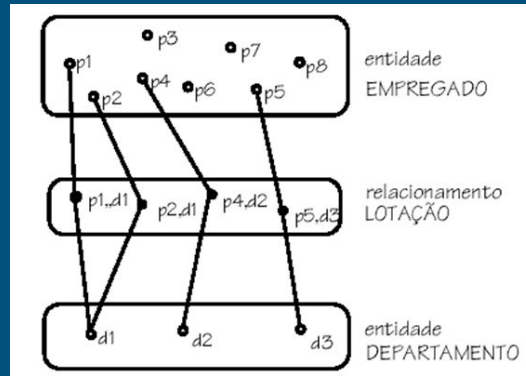 p3
p7
p1
p4
p8
p2
p6
p5
entidade
EMPREGADO
p1,,d1
p2,d1
p4,d2
p5,d3
relacionamento
LOTAÇÃO
d1
d2
d3
entidade
DEPARTAMENTO